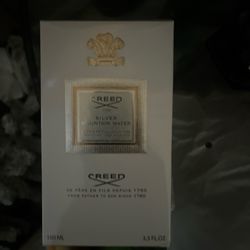 CREED
SILVER
MOUNTAIN WATER
CREED
DE PÈRE EN FILS DEPUIS 1760
FROM FATHER TO SON SINCE 1760
100 ML
3,3 FL.OZ